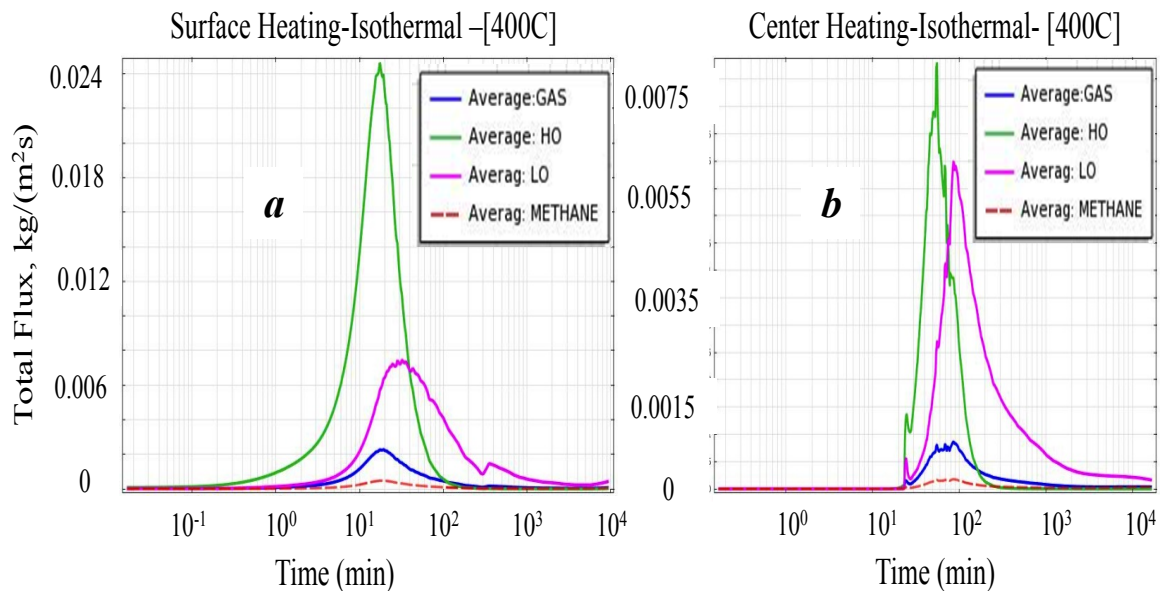 Surface Heating-Isothermal –[400C]
Total Flux, kg/(m²s)
0.024
0.018
0.012
0.006
0
Average:GAS
Average: HO
Averag: LO
Averag: METHANE
a
10⁻¹ 10⁰ 10¹ 10² 10³ 10⁴
Time (min)
Center Heating-Isothermal- [400C]
0.0075
0.0055
0.0035
0.0015
0
Average:GAS
Average: HO
Averag: LO
Averag: METHANE
b
10⁰ 10¹ 10² 10³ 10⁴
Time (min)